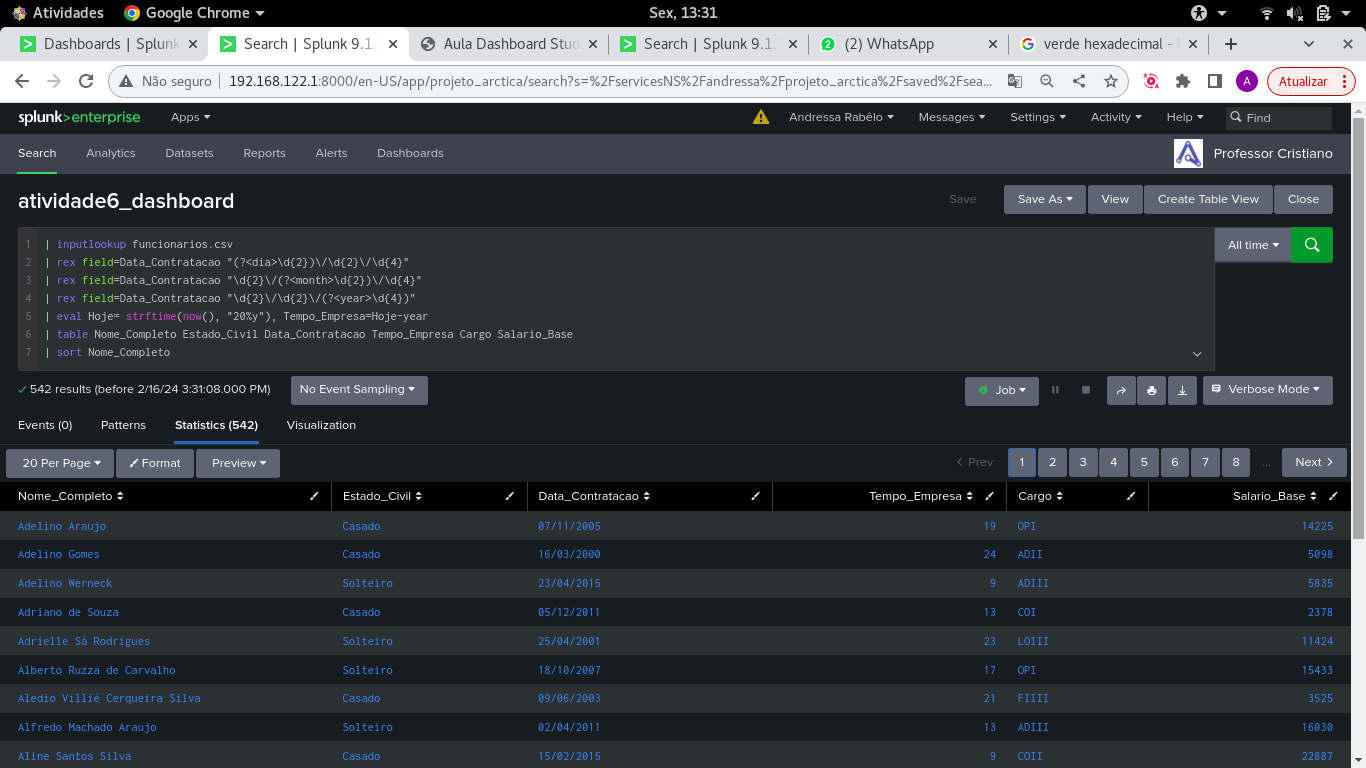 Atividades
Google Chrome
Sex, 13:31
Dashboards | Splunk
Search | Splunk 9.1.
Aula Dashboard Stud
Search | Splunk 9.1.
(2) WhatsApp
verde hexadecimal -
Não seguro
192.168.122.1:8000/en-US/app/projeto_arctica/search?s=%2FservicesNS%2Fandressa%2Fprojeto_arctica%2Fsaved%2Fsea...
A
Atualizar
splunk>enterprise
Apps
Andressa Rabêlo
Messages
Settings
Activity
Help
Find
Search
Analytics
Datasets
Reports
Alerts
Dashboards
Professor Cristiano
atividade6_dashboard
Save
Save As
View
Create Table View
Close
1 | inputlookup funcionarios.csv
2 | rex field=Data_Contratacao "(?<dia>\d{2})\/\d{2}\/\d{4}"
3 | rex field=Data_Contratacao "\d{2}\/(?<month>\d{2})\/\d{4}"
4 | rex field=Data_Contratacao "\d{2}\/\d{2}\/(?<year>\d{4})"
5 | eval Hoje= strftime(now(), "20%y"), Tempo_Empresa=Hoje-year
6 | table Nome_Completo Estado_Civil Data_Contratacao Tempo_Empresa Cargo Salario_Base
7 | sort Nome_Completo
All time
542 results (before 2/16/24 3:31:08.000 PM)
No Event Sampling
Job
Verbose Mode
Events (0)
Patterns
Statistics (542)
Visualization
20 Per Page
Format
Preview
Prev
1 2 3 4 5 6 7 8 ...
Next
Nome_Completo Estado_Civil Data_Contratacao Tempo_Empresa Cargo Salario_Base
Adelino Araujo Casado 07/11/2005 19 OPI 14225
Adelino Gomes Casado 16/03/2000 24 ADII 5098
Adelino Werneck Solteiro 23/04/2015 9 ADIII 5835
Adriano de Souza Casado 05/12/2011 13 COI 2378
Adrielle Sá Rodrigues Solteiro 25/04/2001 23 LOIII 11424
Alberto Ruzza de Carvalho Solteiro 18/10/2007 17 OPI 15433
Aledio Villié Cerqueira Silva Casado 09/06/2003 21 FIIII 3525
Alfredo Machado Araujo Solteiro 02/04/2011 13 ADIII 16030
Aline Santos Silva Casado 15/02/2015 9 COII 22887